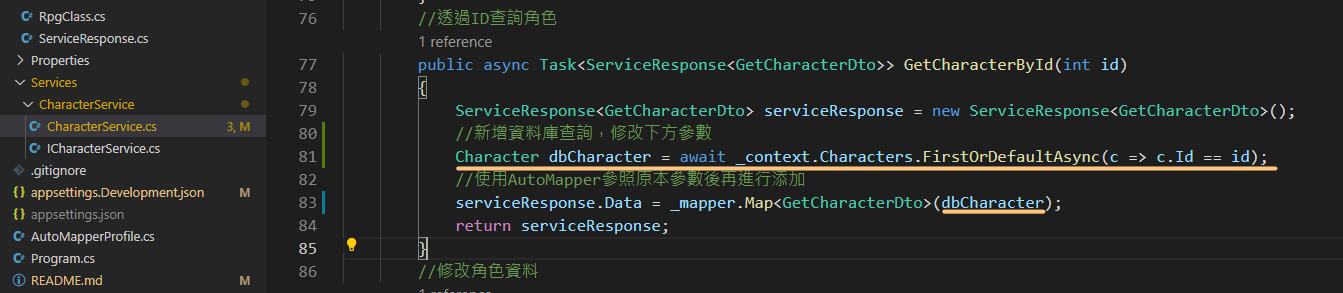 RpgClass.cs
ServiceResponse.cs
Properties
Services
CharacterService
CharacterService.cs 3, M
ICharacterService.cs
.gitignore
appsettings.Development.json M
appsettings.json
AutoMapperProfile.cs
Program.cs
README.md M
76 //透過ID查詢角色
1 reference
77 public async Task<ServiceResponse<GetCharacterDto>> GetCharacterById(int id)
78 {
79 ServiceResponse<GetCharacterDto> serviceResponse = new ServiceResponse<GetCharacterDto>();
80 //新增資料庫查詢，修改下方參數
81 Character dbCharacter = await _context.Characters.FirstOrDefaultAsync(c => c.Id == id);
82 //使用AutoMapper參照原本參數後再進行添加
83 serviceResponse.Data = _mapper.Map<GetCharacterDto>(dbCharacter);
84 return serviceResponse;
85 }
86 //修改角色資料
1 reference